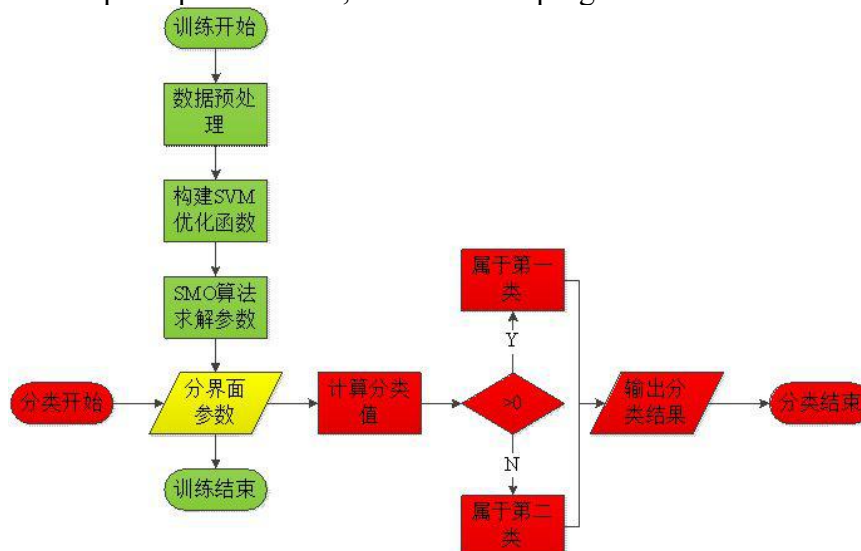 训练开始
数据预处
理
构建SVM
优化函数
SMO算法
求解参数
属于第一
类
Y
分类开始
分界面
参数
计算分类
值
>0
输出分
类结果
分类结束
N
训练结束
属于第二
类